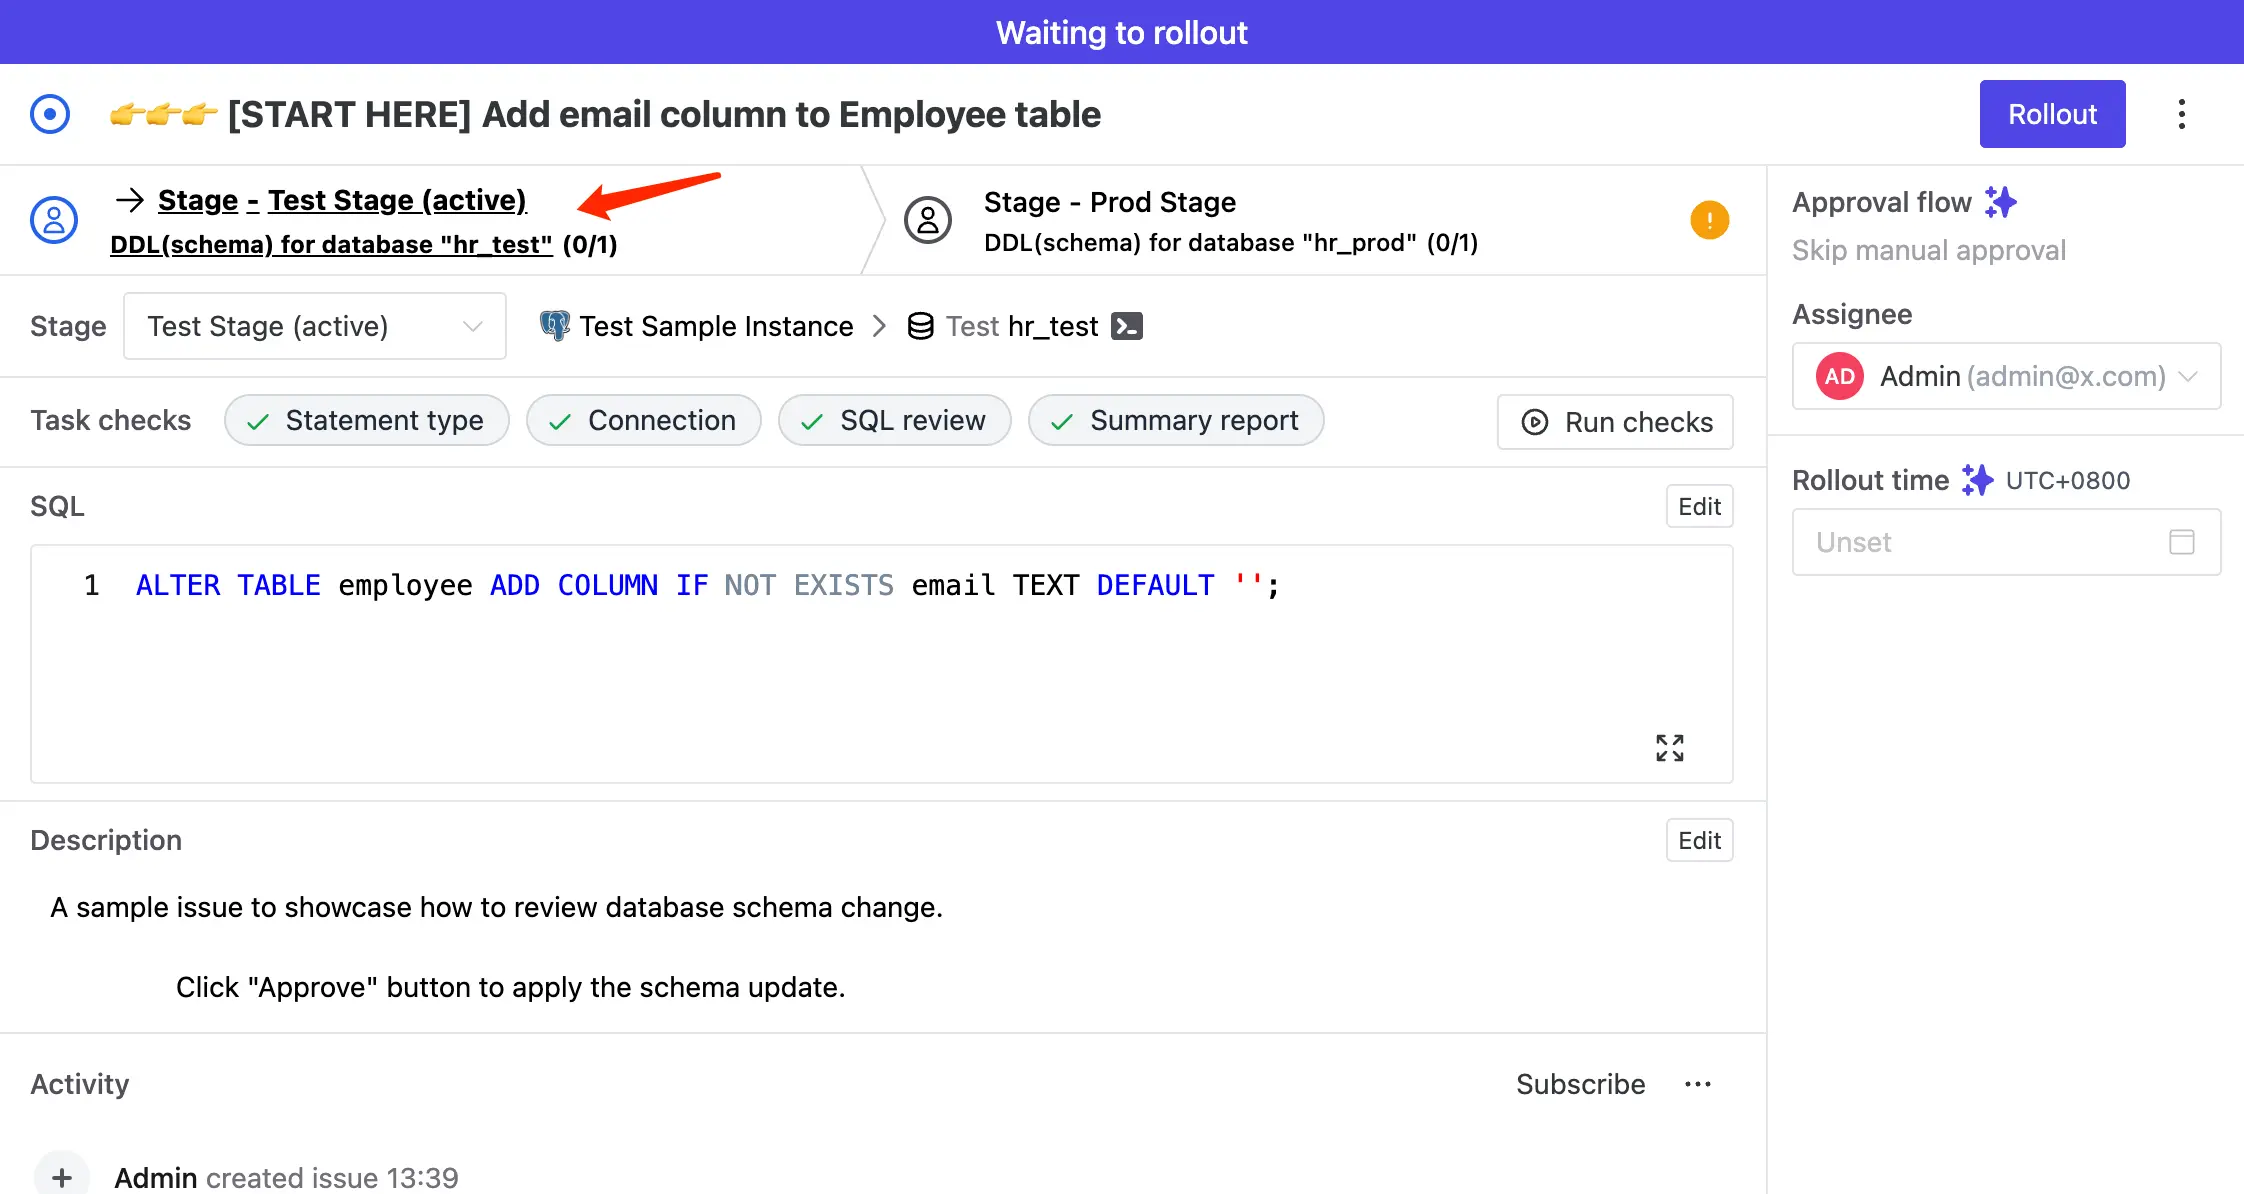 Waiting to rollout
👉👉👉 [START HERE] Add email column to Employee table
Rollout
→ Stage - Test Stage (active)
DDL(schema) for database "hr_test" (0/1)
Stage - Prod Stage
DDL(schema) for database "hr_prod" (0/1)
!
Stage
Test Stage (active)
Test Sample Instance > Test hr_test
Task checks
Statement type
Connection
SQL review
Summary report
Run checks
SQL
Edit
1 ALTER TABLE employee ADD COLUMN IF NOT EXISTS email TEXT DEFAULT '';
Description
Edit
A sample issue to showcase how to review database schema change.
Click "Approve" button to apply the schema update.
Activity
Subscribe
Admin created issue 13:39
Approval flow
Skip manual approval
Assignee
AD Admin (admin@x.com)
Rollout time UTC+0800
Unset